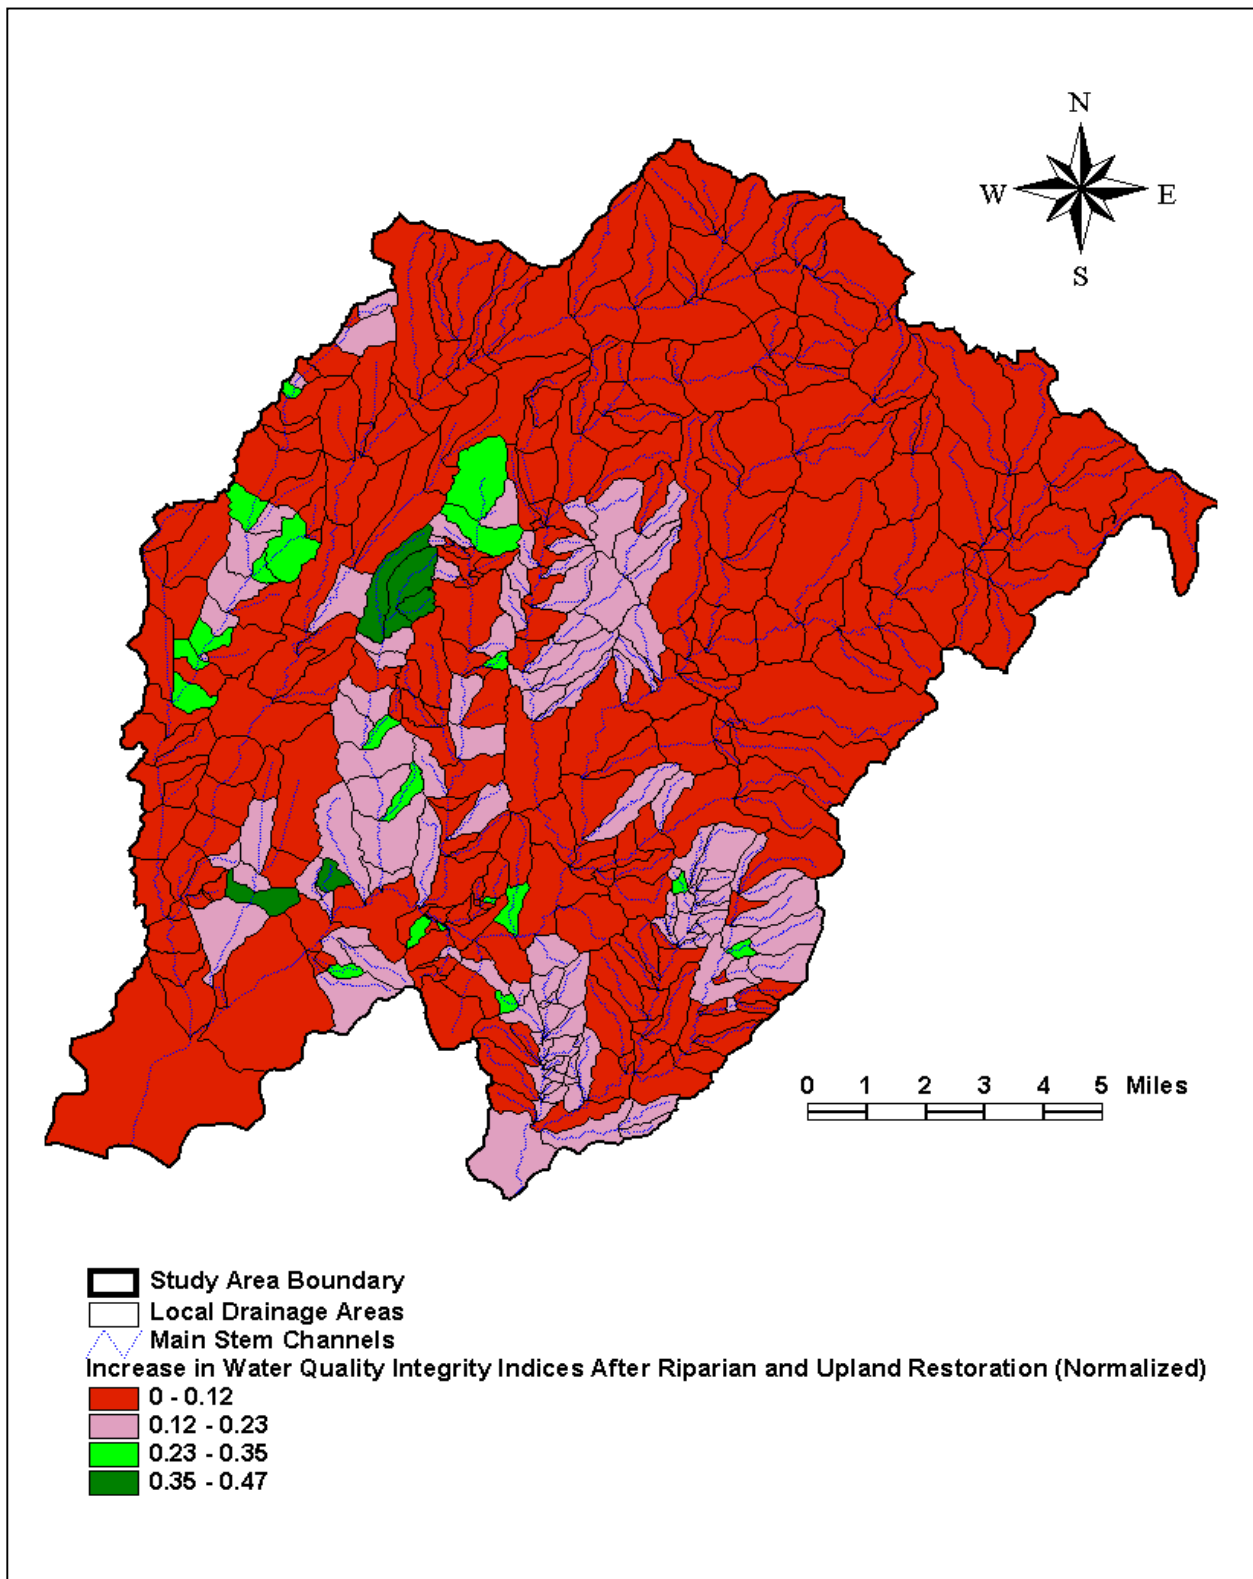 N
W E
S
0 1 2 3 4 5 Miles
Study Area Boundary
Local Drainage Areas
Main Stem Channels
Increase in Water Quality Integrity Indices After Riparian and Upland Restoration (Normalized)
0 - 0.12
0.12 - 0.23
0.23 - 0.35
0.35 - 0.47